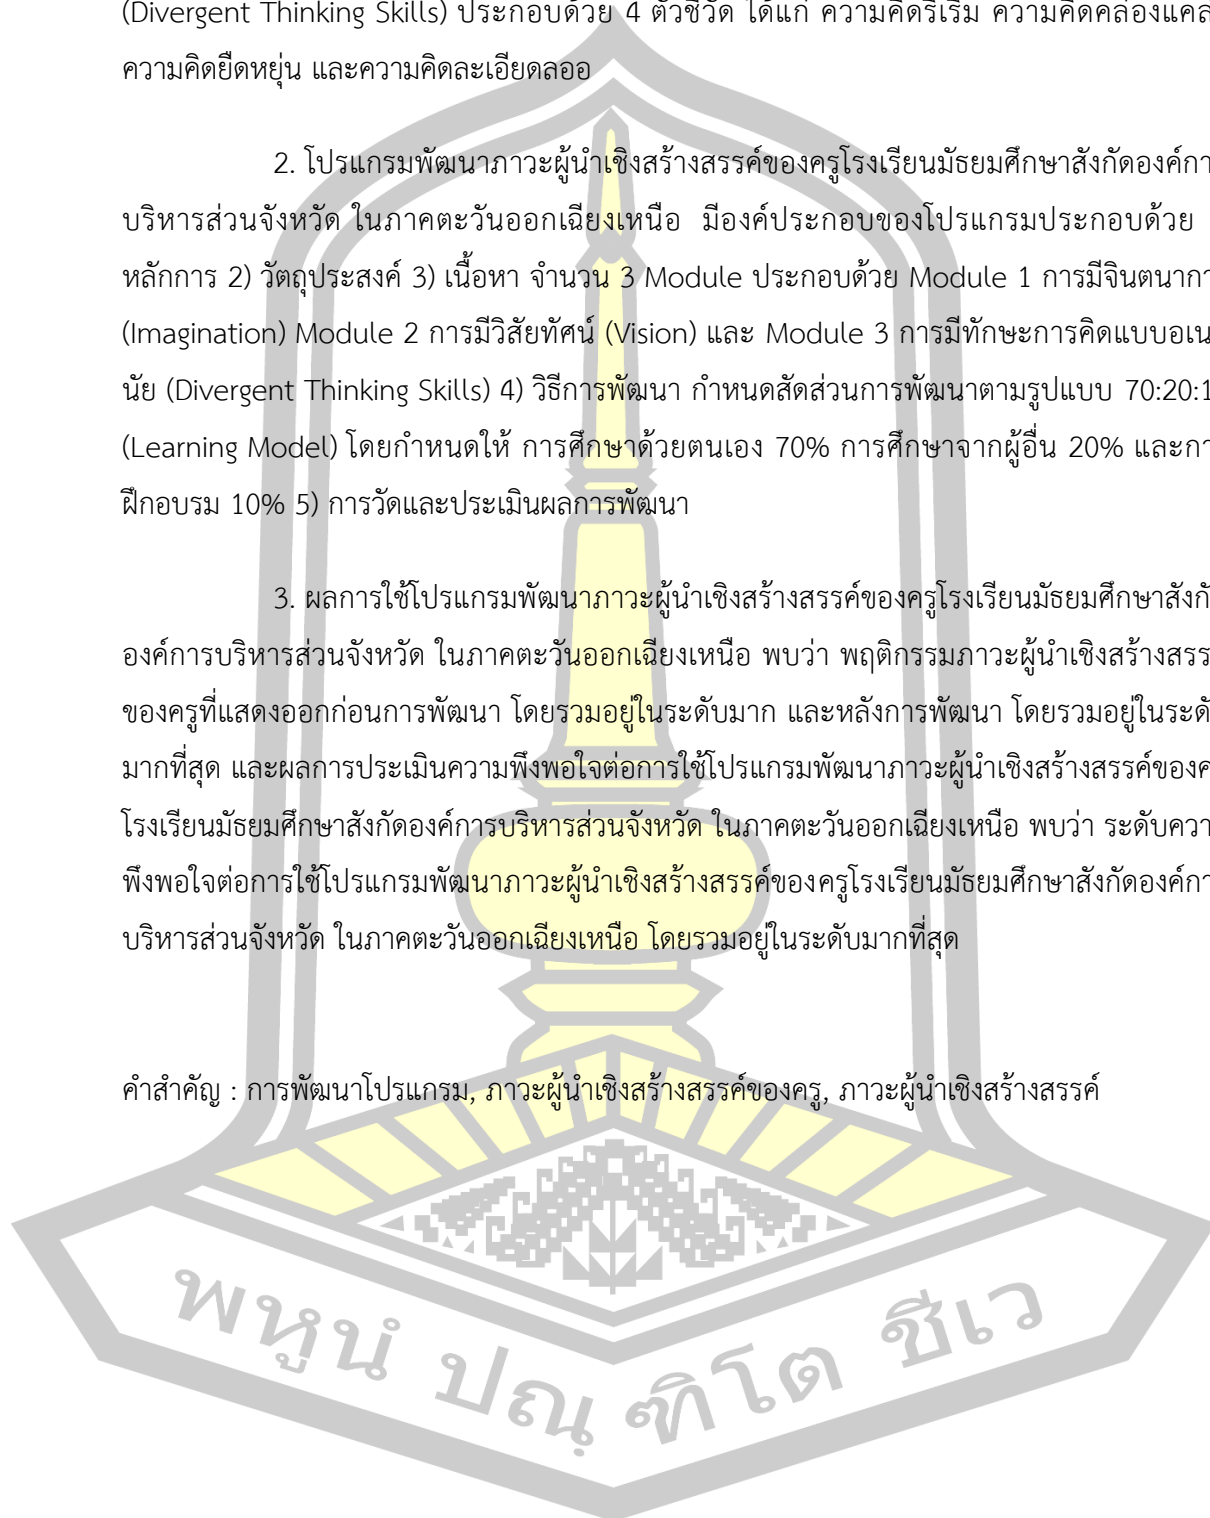 (Divergent Thinking Skills) ประกอบด้วย 4 ตัวชี้วัด ได้แก่ ความคิดริเริ่ม ความคิดคล่องแคล
ความคิดยืดหยุ่น และความคิดละเอียดลออ
2. โปรแกรมพัฒนาภาวะผู้นำเชิงสร้างสรรค์ของครูโรงเรียนมัธยมศึกษาสังกัดองค์กา
บริหารส่วนจังหวัด ในภาคตะวันออกเฉียงเหนือ มีองค์ประกอบของโปรแกรมประกอบด้วย
หลักการ 2) วัตถุประสงค์ 3) เนื้อหา จำนวน 3 Module ประกอบด้วย Module 1 การมีจินตนากา
(Imagination) Module 2 การมีวิสัยทัศน์ (Vision) และ Module 3 การมีทักษะการคิดแบบอเน
นัย (Divergent Thinking Skills) 4) วิธีการพัฒนา กำหนดสัดส่วนการพัฒนาตามรูปแบบ 70:20:1
(Learning Model) โดยกำหนดให้ การศึกษาด้วยตนเอง 70% การศึกษาจากผู้อื่น 20% และกา
ฝึกอบรม 10% 5) การวัดและประเมินผลการพัฒนา
3. ผลการใช้โปรแกรมพัฒนาภาวะผู้นำเชิงสร้างสรรค์ของครูโรงเรียนมัธยมศึกษาสังกั
องค์การบริหารส่วนจังหวัด ในภาคตะวันออกเฉียงเหนือ พบว่า พฤติกรรมภาวะผู้นำเชิงสร้างสรร
ของครูที่แสดงออกก่อนการพัฒนา โดยรวมอยู่ในระดับมาก และหลังการพัฒนา โดยรวมอยู่ในระดั
มากที่สุด และผลการประเมินความพึงพอใจต่อการใช้โปรแกรมพัฒนาภาวะผู้นำเชิงสร้างสรรค์ของค
โรงเรียนมัธยมศึกษาสังกัดองค์การบริหารส่วนจังหวัด ในภาคตะวันออกเฉียงเหนือ พบว่า ระดับควา
พึงพอใจต่อการใช้โปรแกรมพัฒนาภาวะผู้นำเชิงสร้างสรรค์ของครูโรงเรียนมัธยมศึกษาสังกัดองค์กา
บริหารส่วนจังหวัด ในภาคตะวันออกเฉียงเหนือ โดยรวมอยู่ในระดับมากที่สุด
คำสำคัญ : การพัฒนาโปรแกรม, ภาวะผู้นำเชิงสร้างสรรค์ของครู, ภาวะผู้นำเชิงสร้างสรรค์
พหูนํ ปณฺฑิโต ชีเว